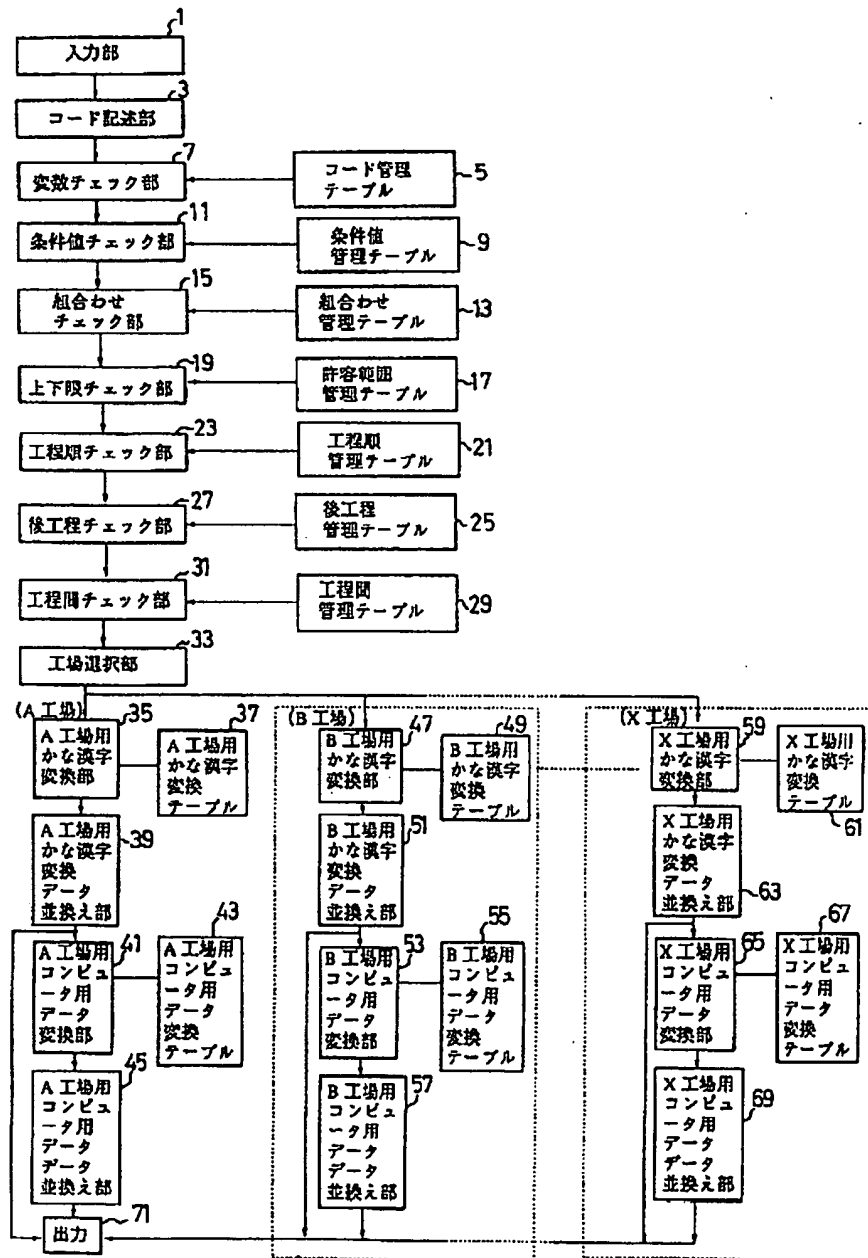 1
入力部
3
コード記述部
7
変数チェック部
コード管理
テーブル
5
11
条件値チェック部
条件値
管理テーブル
9
15
組合わせ
チェック部
組合わせ
管理テーブル
13
19
上下限チェック部
許容範囲
管理テーブル
17
23
工程順チェック部
工程順
管理テーブル
21
27
後工程チェック部
後工程
管理テーブル
25
31
工程間チェック部
工程間
管理テーブル
29
33
工場選択部
(A工場)
35
A工場用
かな漢字
変換部
37
A工場用
かな漢字
変換
テーブル
39
A工場用
かな漢字
変換
データ
並換え部
41
A工場用
コンピュ
ータ用
データ
変換部
43
A工場用
コンピュ
ータ用
データ
変換
テーブル
45
A工場用
コンピュ
ータ用
データ
データ
並換え部
71
出力
(B工場)
47
B工場用
かな漢字
変換部
49
B工場用
かな漢字
変換
テーブル
51
B工場用
かな漢字
変換
データ
並換え部
53
B工場用
コンピュ
ータ用
データ
変換部
55
B工場用
コンピュ
ータ用
データ
変換
テーブル
57
B工場用
コンピュ
ータ用
データ
データ
並換え部
(X工場)
59
X工場用
かな漢字
変換部
X工場用
かな漢字
変換
テーブル
61
X工場用
かな漢字
変換
データ
並換え部
63
65
X工場用
コンピュ
ータ用
データ
変換部
67
X工場用
コンピュ
ータ用
データ
変換
テーブル
X工場用
コンピュ
ータ用
データ
データ
並換え部
69